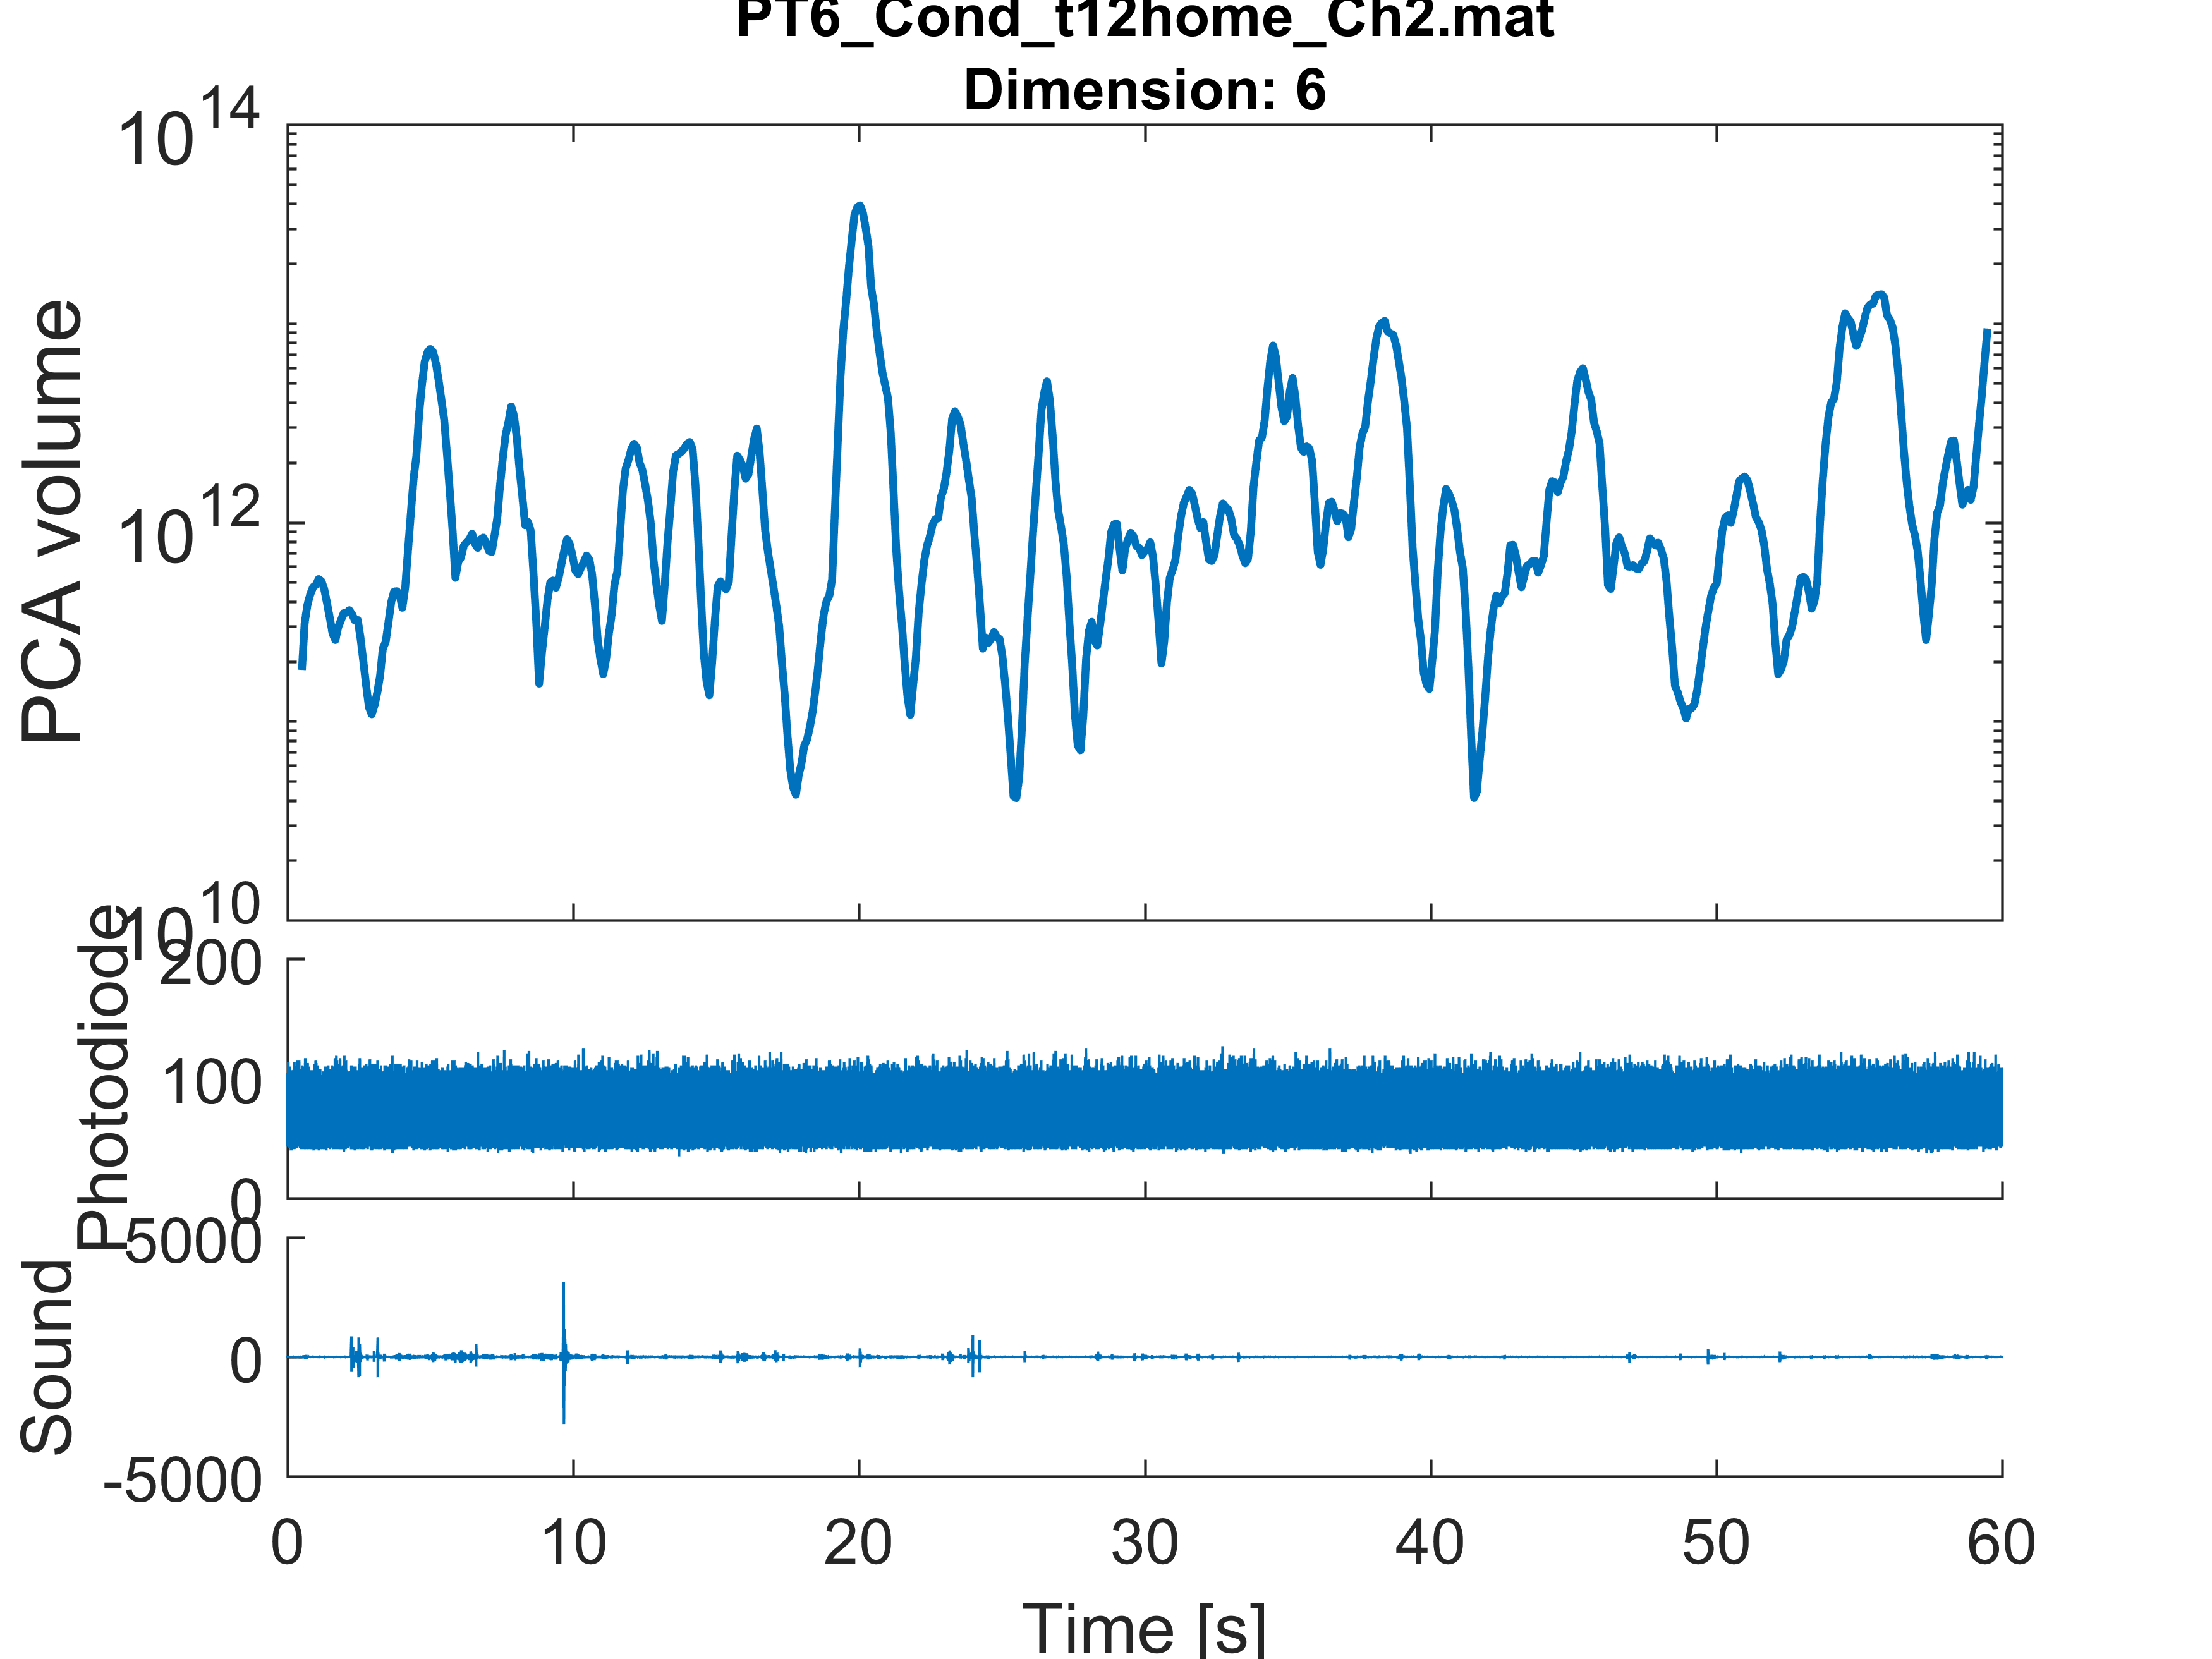 PT6_Cond_t12home_Ch2.mat
Dimension: 6
PCA volume
10^14
10^12
10^10
Photodiode
200
100
0
Sound
5000
0
-5000
0 10 20 30 40 50 60
Time [s]